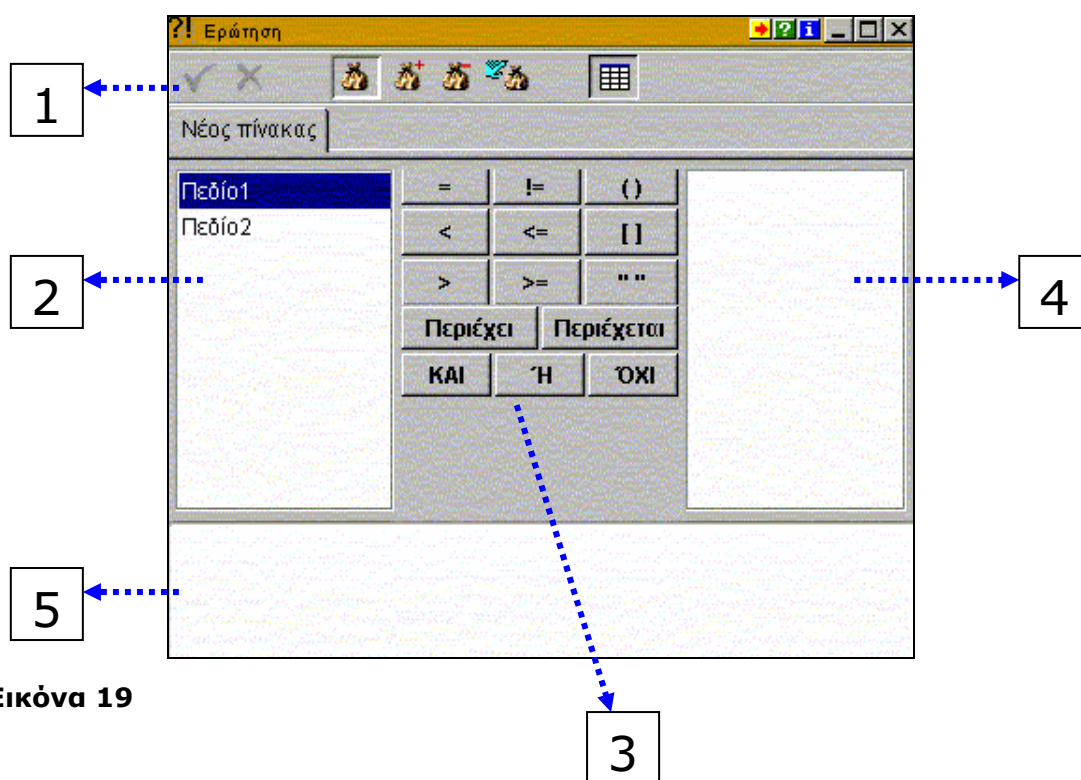 ?! Ερώτηση
? i
1
Νέος πίνακας
Πεδίο1
Πεδίο2
= != ()
< <= []
> >= " "
Περιέχει Περιέχεται
ΚΑΙ Ή ΌΧΙ
2
4
5
Εικόνα 19
3